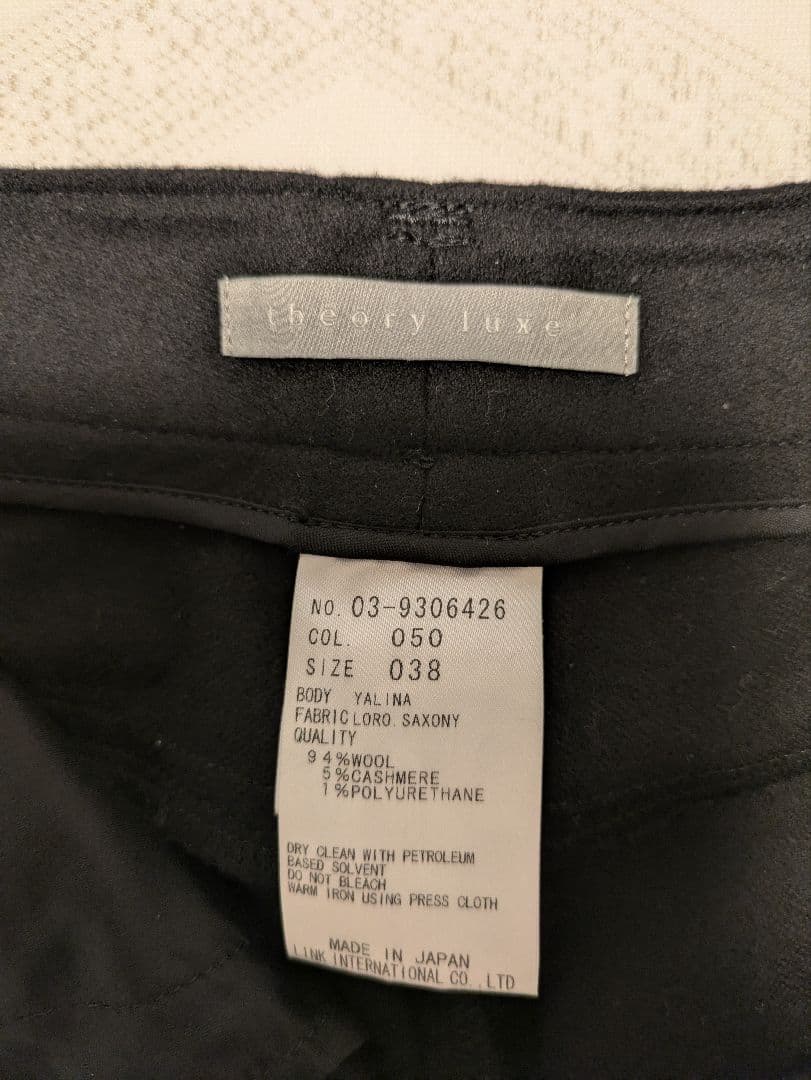 theory luxe
NO. 03-9306426
COL. 050
SIZE 038
BODY YALINA
FABRIC LORO. SAXONY
QUALITY
94%WOOL
5%CASHMERE
1%POLYURETHANE
DRY CLEAN WITH PETROLEUM
BASED SOLVENT
DO NOT BLEACH
WARM IRON USING PRESS CLOTH
MADE IN JAPAN
LINK INTERNATIONAL CO.,LTD